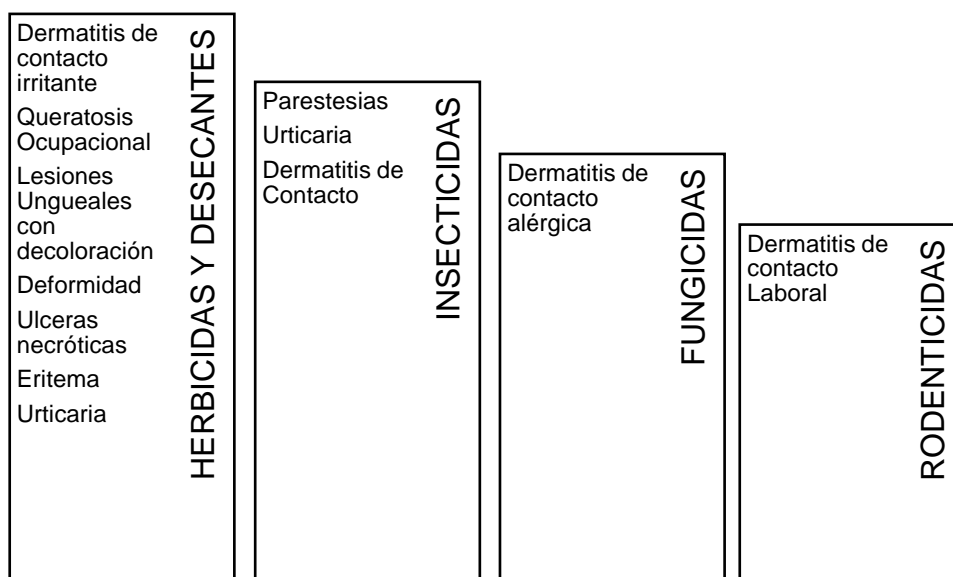 Dermatitis de
contacto
irritante
Queratosis
Ocupacional
Lesiones
Ungueales
con
decoloración
Deformidad
Ulceras
necróticas
Eritema
Urticaria
HERBICIDAS Y DESECANTES
Parestesias
Urticaria
Dermatitis de
Contacto
INSECTICIDAS
Dermatitis de
contacto
alérgica
FUNGICIDAS
Dermatitis de
contacto
Laboral
RODENTICIDAS